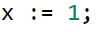 x := 1;